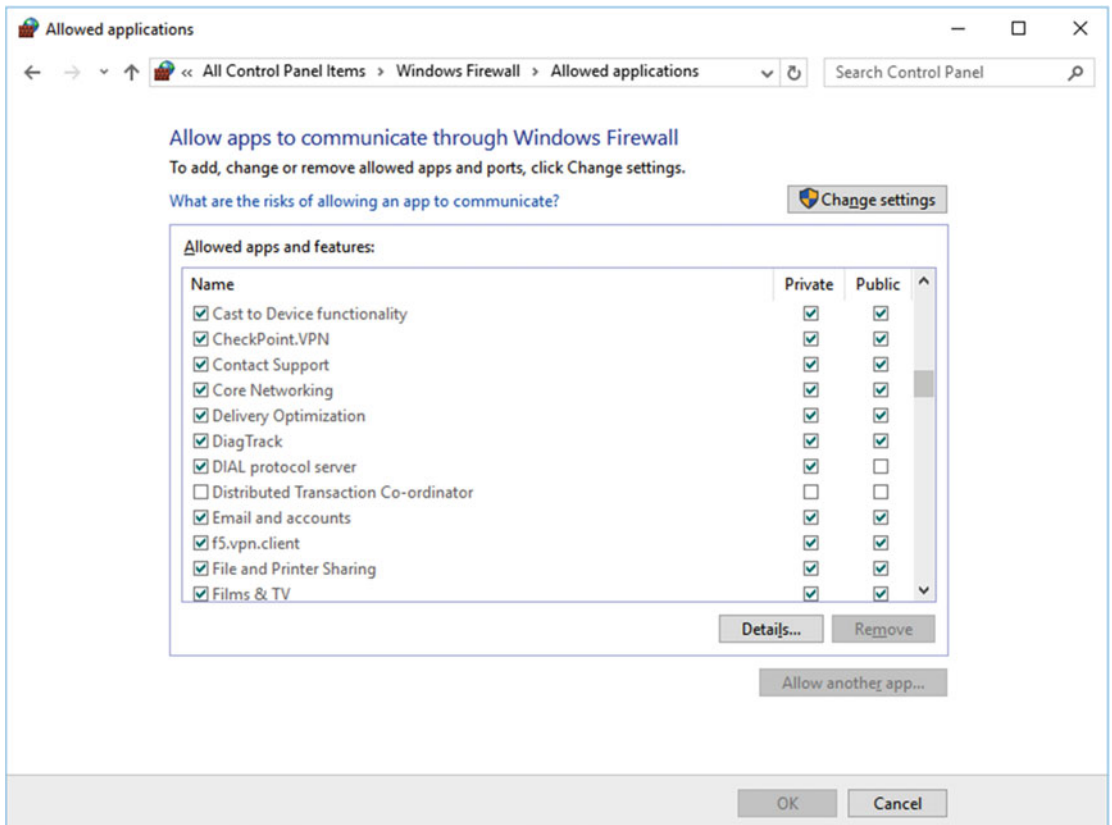 Allowed applications
« All Control Panel Items > Windows Firewall > Allowed applications
Search Control Panel
Allow apps to communicate through Windows Firewall
To add, change or remove allowed apps and ports, click Change settings.
What are the risks of allowing an app to communicate?
Change settings
Allowed apps and features:
Name Private Public
Cast to Device functionality
CheckPoint.VPN
Contact Support
Core Networking
Delivery Optimization
DiagTrack
DIAL protocol server
Distributed Transaction Co-ordinator
Email and accounts
f5.vpn.client
File and Printer Sharing
Films & TV
Details... Remove
Allow another app...
OK Cancel